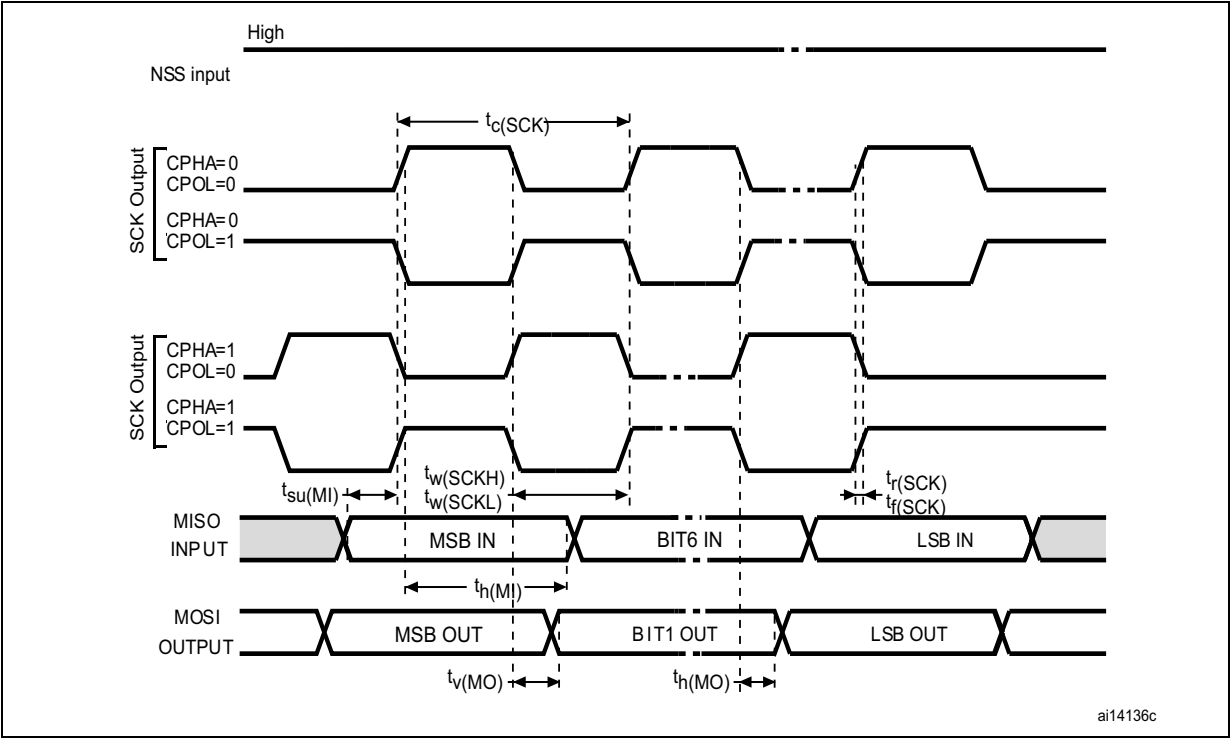 High
NSS input
tc(SCK)
SCK Output
CPHA=0
CPOL=0
CPHA=0
CPOL=1
SCK Output
CPHA=1
CPOL=0
CPHA=1
CPOL=1
tsu(MI)
tw(SCKH)
tw(SCKL)
tr(SCK)
tf(SCK)
MISO
INPUT
MSB IN
BIT6 IN
LSB IN
th(MI)
MOSI
OUTPUT
MSB OUT
BIT1 OUT
LSB OUT
tv(MO)
th(MO)
ai14136c